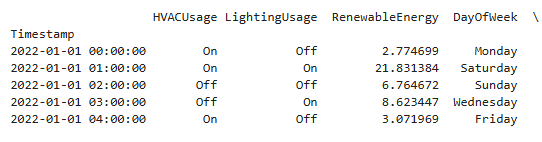 HVACUsage LightingUsage RenewableEnergy DayOfWeek \
Timestamp
2022-01-01 00:00:00 On Off 2.774699 Monday
2022-01-01 01:00:00 On On 21.831384 Saturday
2022-01-01 02:00:00 Off Off 6.764672 Sunday
2022-01-01 03:00:00 Off On 8.623447 Wednesday
2022-01-01 04:00:00 On Off 3.071969 Friday